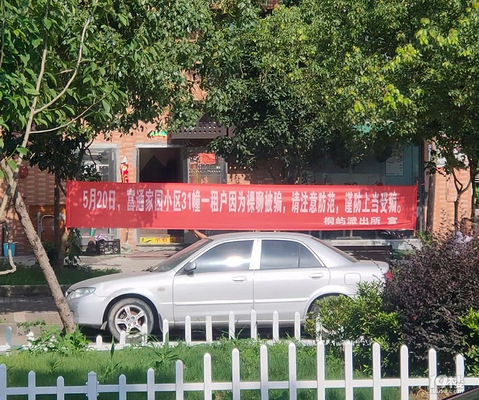 5月20日，富通家园小区31幢一租户因为裸聊被骗，请注意防范，谨防上当受骗。
桐屿派出所 宣